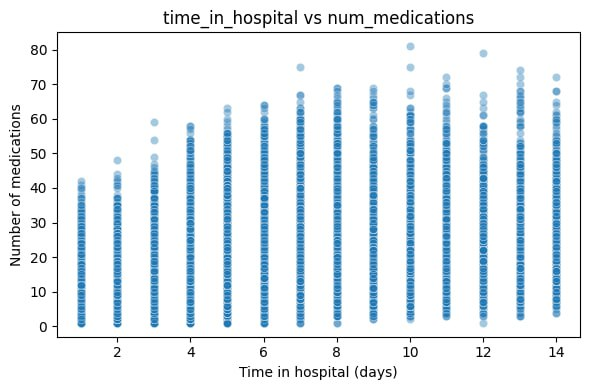 time_in_hospital vs num_medications
Number of medications
80
70
60
50
40
30
20
10
0
2 4 6 8 10 12 14
Time in hospital (days)